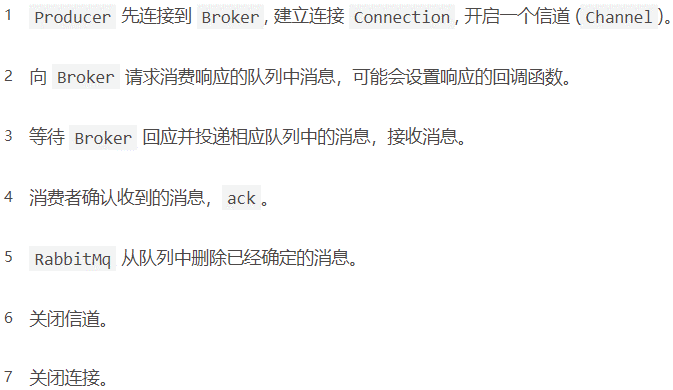 1 Producer 先连接到 Broker, 建立连接 Connection, 开启一个信道 (Channel)。
2 向 Broker 请求消费响应的队列中消息，可能会设置响应的回调函数。
3 等待 Broker 回应并投递相应队列中的消息，接收消息。
4 消费者确认收到的消息，ack。
5 RabbitMq 从队列中删除已经确定的消息。
6 关闭信道。
7 关闭连接。